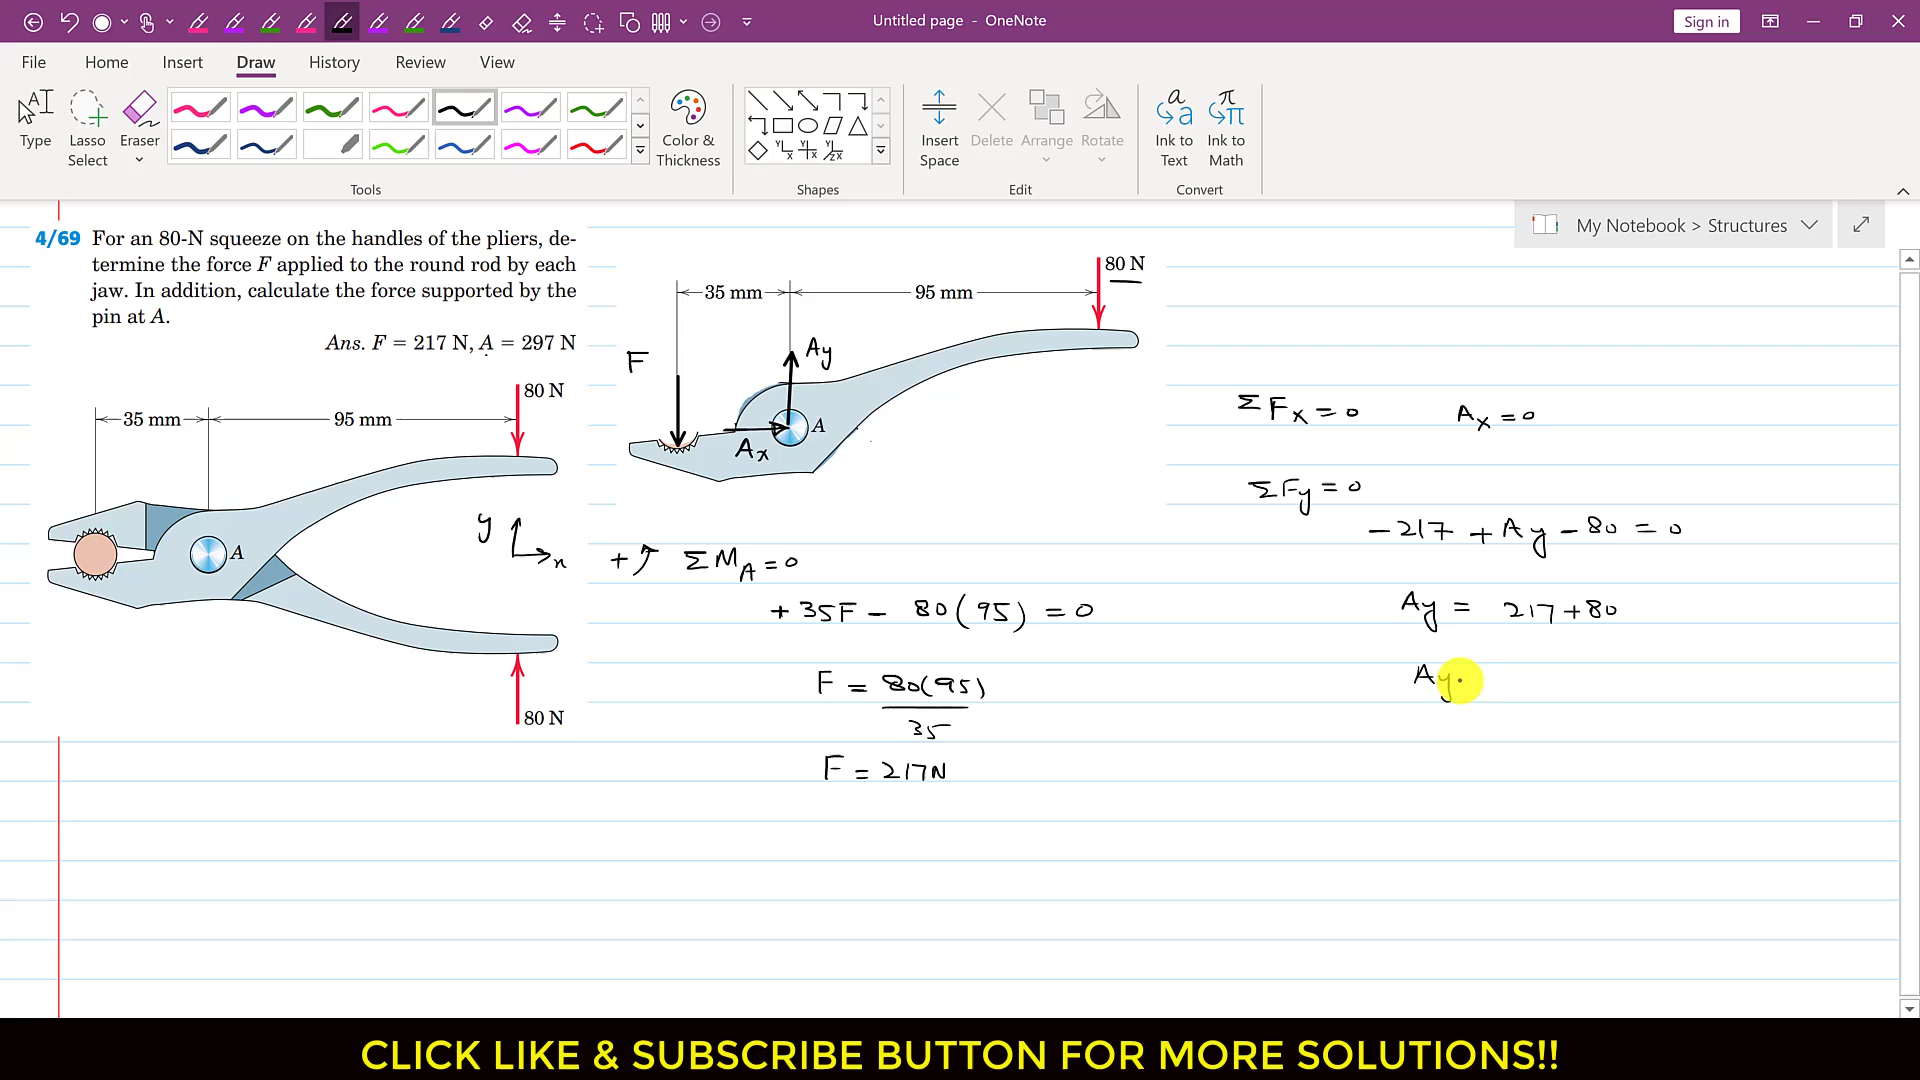 Untitled page - OneNote
Sign in
File Home Insert Draw History Review View
Type
Lasso Select
Eraser
Color & Thickness
Insert Space
Delete
Arrange
Rotate
Ink to Text
Ink to Math
Tools
Shapes
Edit
Convert
My Notebook > Structures
4/69 For an 80-N squeeze on the handles of the pliers, de-
termine the force F applied to the round rod by each
jaw. In addition, calculate the force supported by the
pin at A.
Ans. F = 217 N, A = 297 N
80 N
35 mm
95 mm
A
80 N
y
x
80 N
35 mm
95 mm
F
Ay
A
Ax
+ ΣM_A = 0
+ 35F - 80(95) = 0
F = 80(95)
35
F = 217N
ΣFx = 0 Ax = 0
ΣFy = 0
-217 + Ay - 80 = 0
Ay = 217 + 80
Ay
CLICK LIKE & SUBSCRIBE BUTTON FOR MORE SOLUTIONS!!